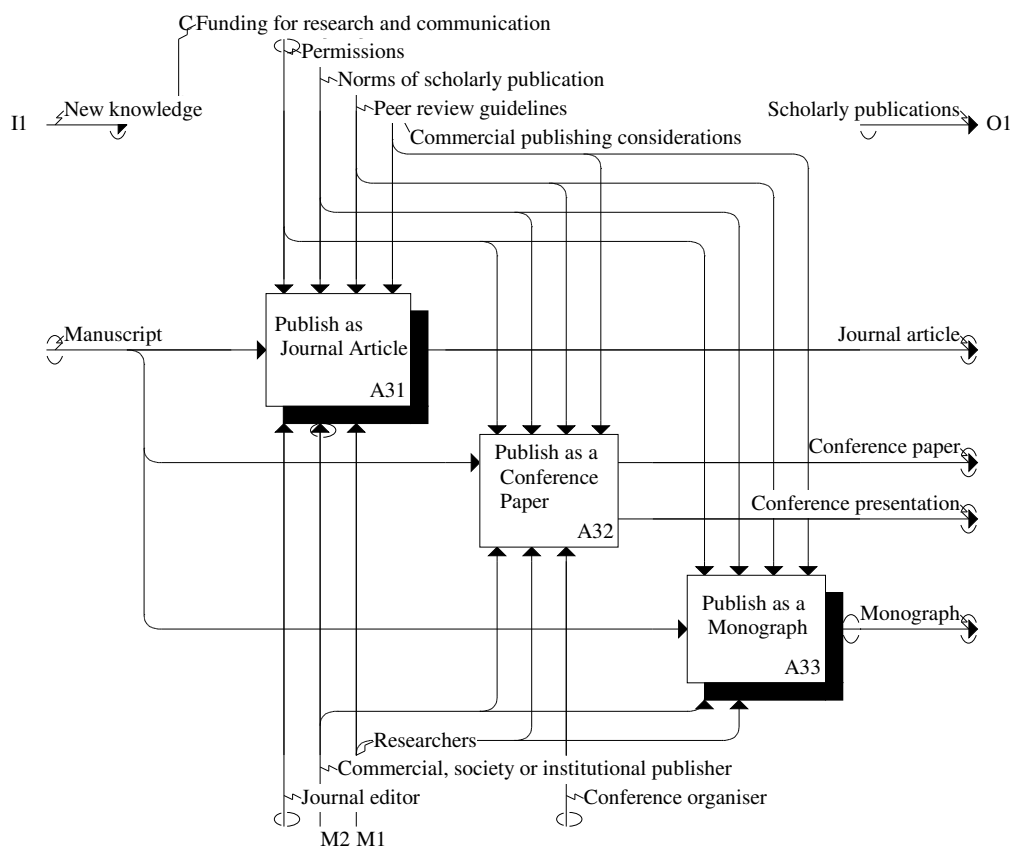 C Funding for research and communication
Permissions
Norms of scholarly publication
New knowledge
Peer review guidelines
Scholarly publications
I1
O1
Commercial publishing considerations
Publish as
Journal Article
A31
Manuscript
Journal article
Publish as a
Conference
Paper
A32
Conference paper
Conference presentation
Publish as a
Monograph
A33
Monograph
Researchers
Commercial, society or institutional publisher
Journal editor
Conference organiser
M2 M1